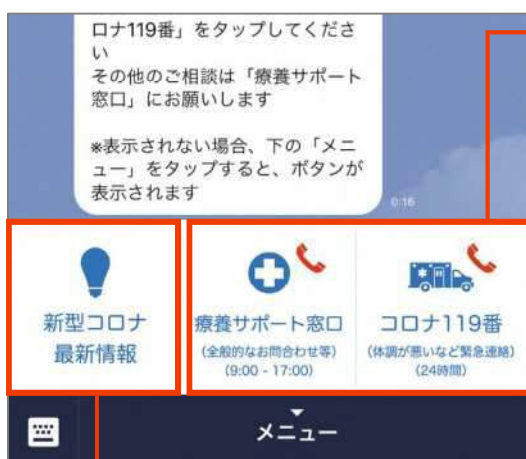 ロナ119番」をタップしてくださ
い
その他のご相談は「療養サポート
窓口」にお願いします
※表示されない場合、下の「メニ
ュー」をタップすると、ボタンが
表示されます
0:16
新型コロナ
最新情報
療養サポート窓口
(全般的なお問合わせ等)
(9:00 - 17:00)
コロナ119番
(体調が悪いなど緊急連絡)
(24時間)
メニュー